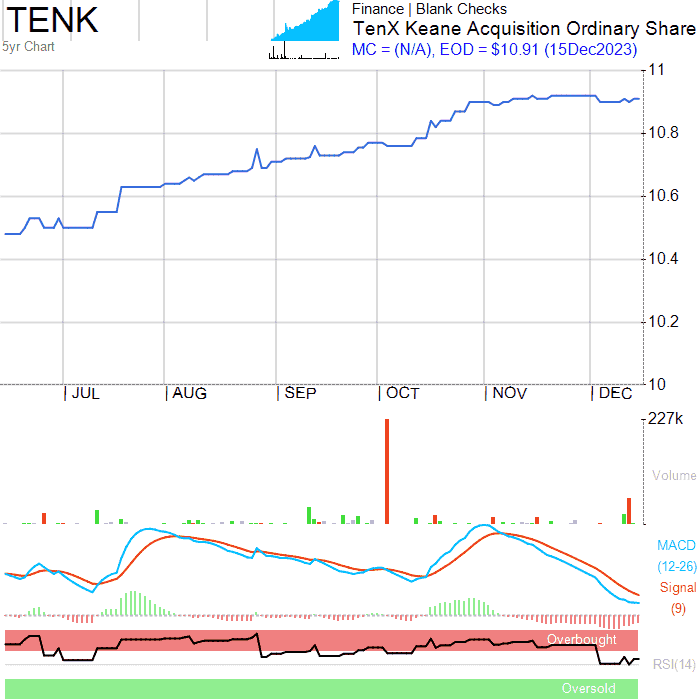 TENK
5yr Chart
Finance | Blank Checks
TenX Keane Acquisition Ordinary Share
MC = (N/A), EOD = $10.91 (15Dec2023)
11
10.8
10.6
10.4
10.2
10
JUL AUG SEP OCT NOV DEC
227k
Volume
MACD
(12-26)
Signal
(9)
Overbought
RSI(14)
Oversold